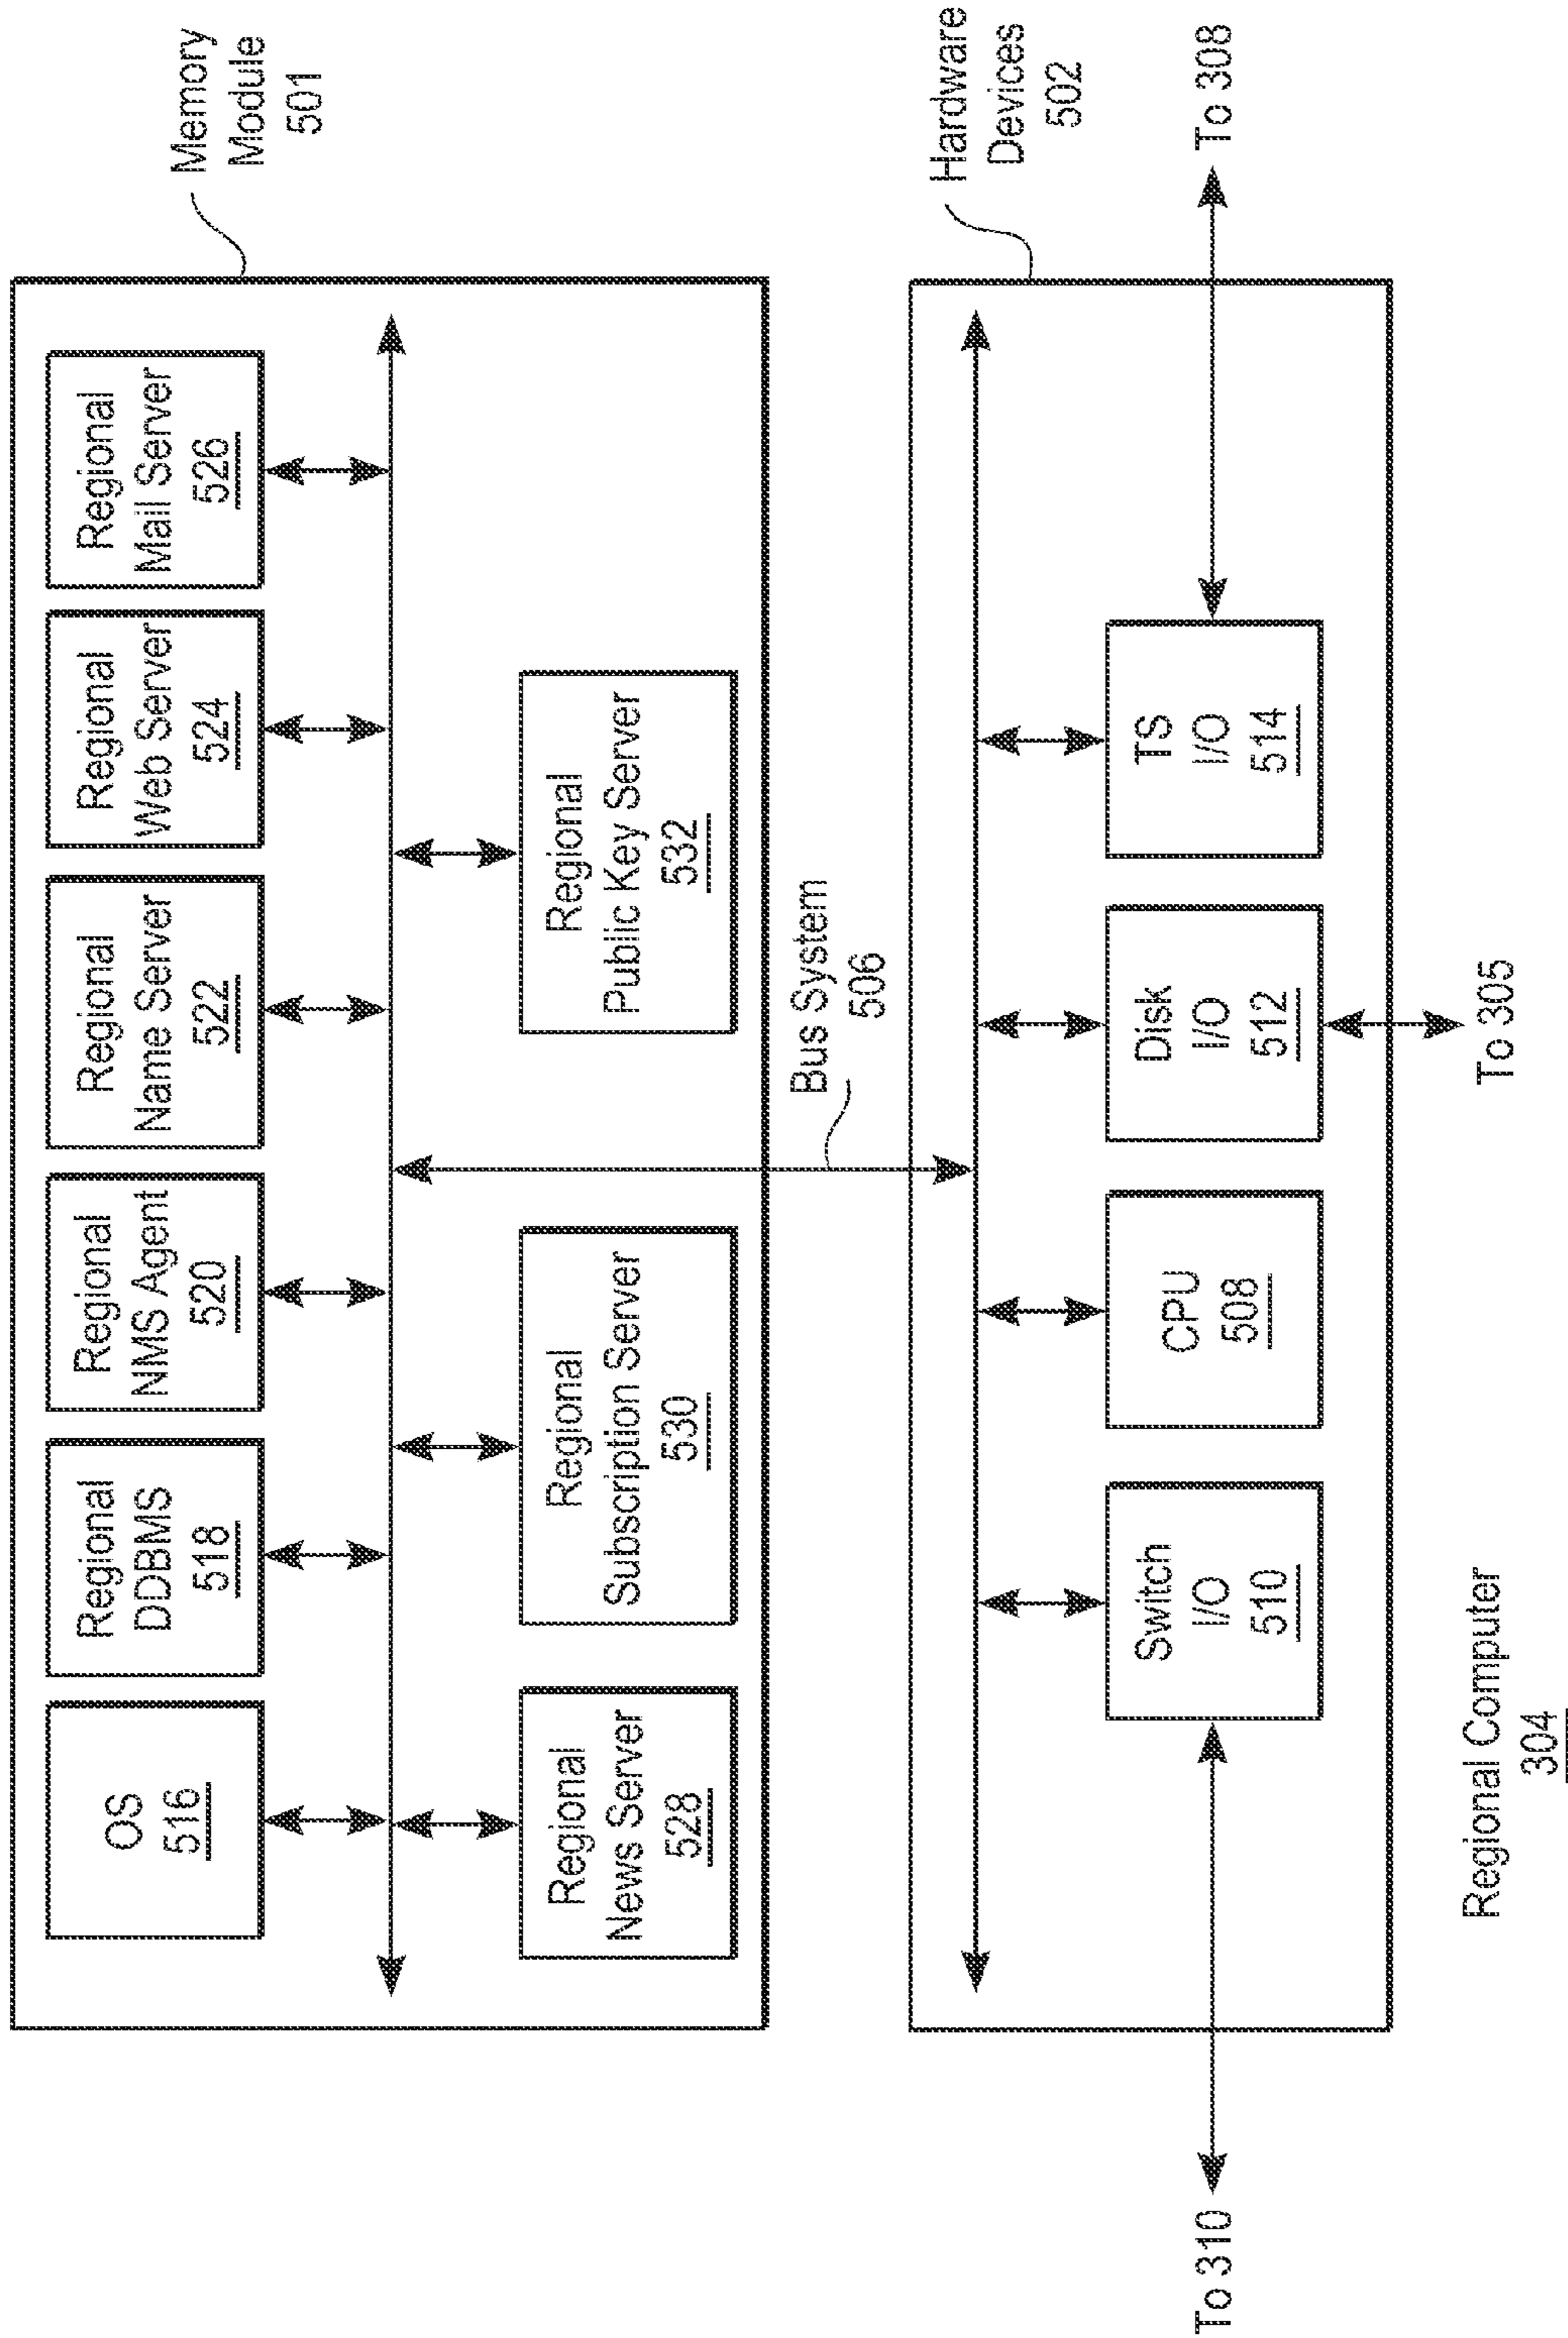 Memory
Module
501
OS
516
Regional
DDBMS
518
Regional
NMS Agent
520
Regional
Name Server
522
Regional
Web Server
524
Regional
Mail Server
526
Regional
News Server
528
Regional
Subscription Server
530
Regional
Public Key Server
532
Bus System
506
Hardware
Devices
502
To 310
Switch
I/O
510
CPU
508
Disk
I/O
512
TS
I/O
514
To 308
To 305
Regional Computer
304